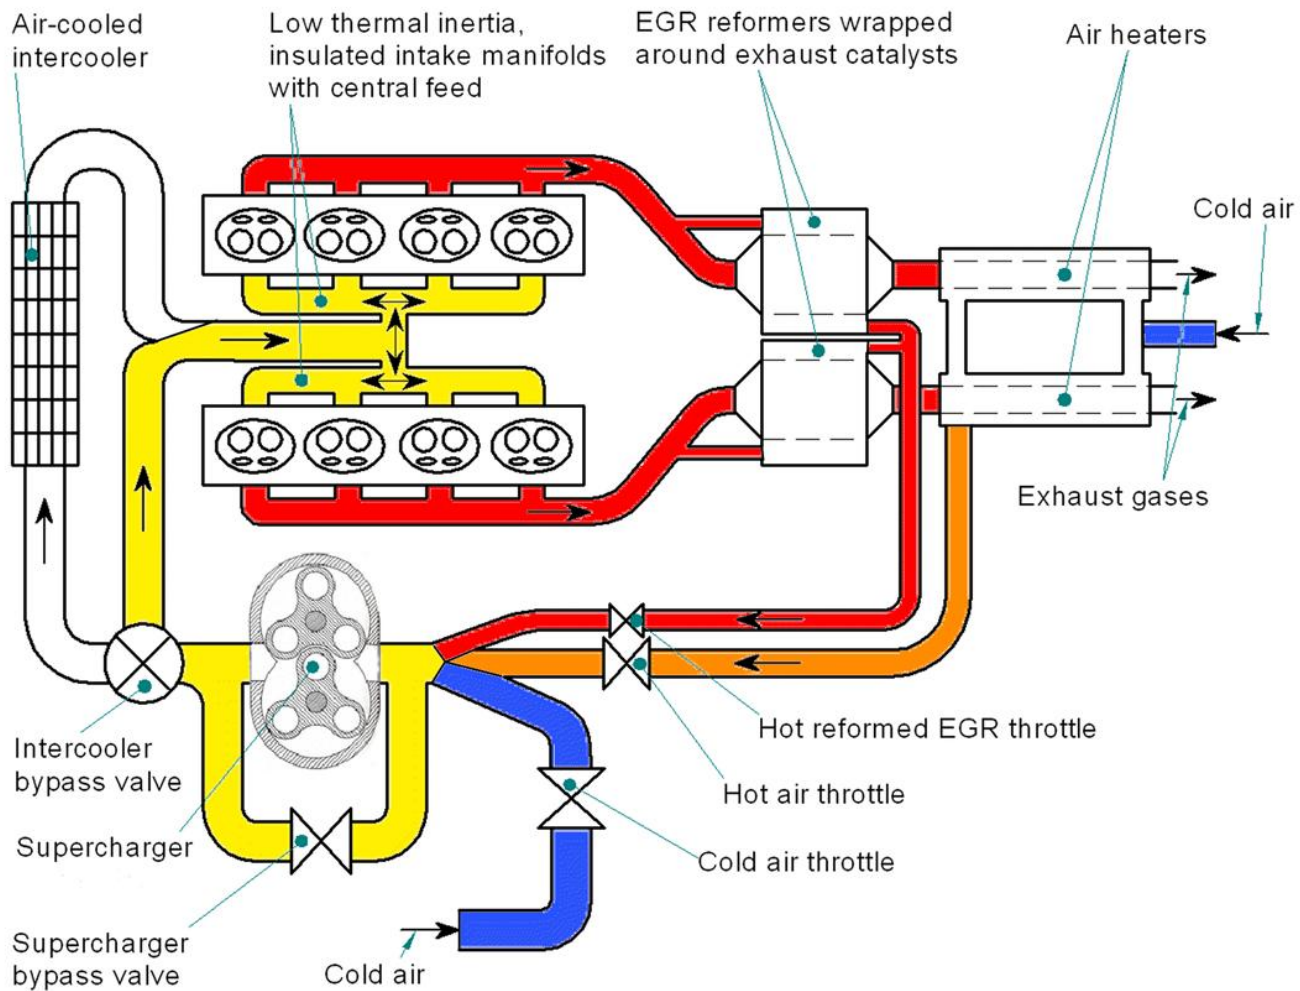 Air-cooled
intercooler
Low thermal inertia,
insulated intake manifolds
with central feed
EGR reformers wrapped
around exhaust catalysts
Air heaters
Cold air
Exhaust gases
Hot reformed EGR throttle
Intercooler
bypass valve
Hot air throttle
Supercharger
Cold air throttle
Supercharger
bypass valve
Cold air